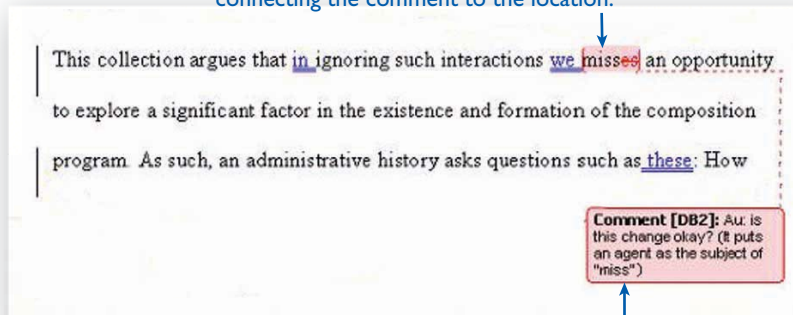 connecting the comment to the location.
This collection argues that in ignoring such interactions we misses an opportunity
to explore a significant factor in the existence and formation of the composition
program. As such, an administrative history asks questions such as these: How
Comment [DB2]: Au: is
this change okay? (It puts
an agent as the subject of
"miss")